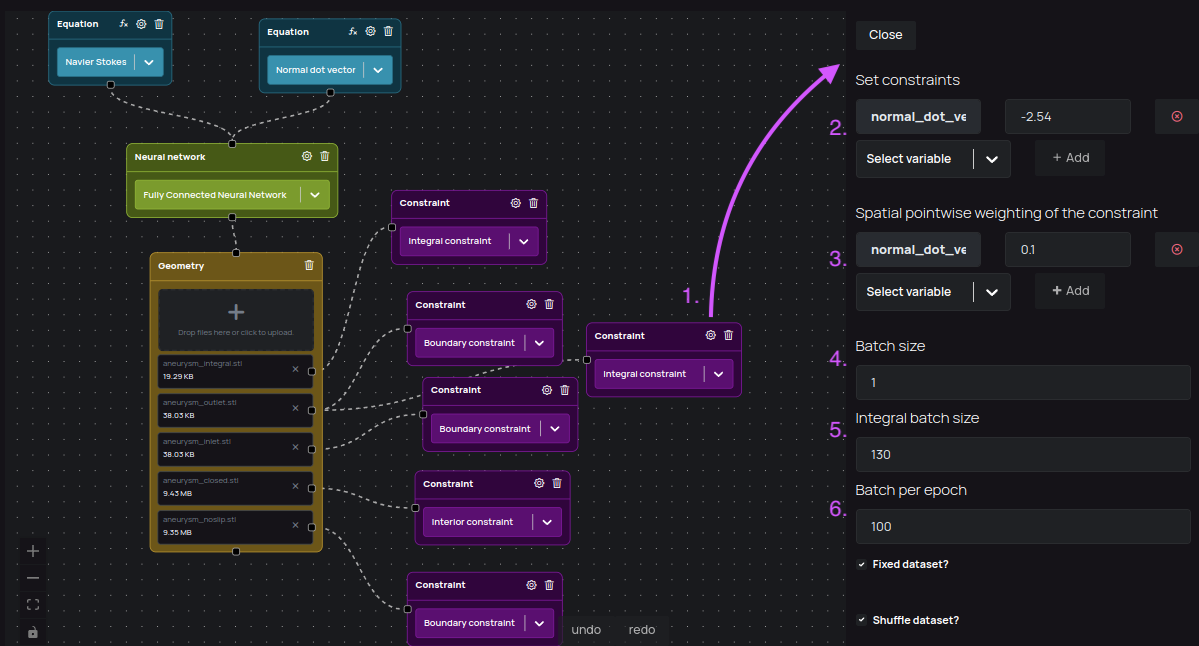 Equation
fx
Navier Stokes
Equation
fx
Normal dot vector
Neural network
Fully Connected Neural Network
Geometry
Drop files here or click to upload.
aneurysm_integral.stl
19.29 KB
aneurysm_outlet.stl
38.03 KB
aneurysm_inlet.stl
38.03 KB
aneurysm_closed.stl
9.43 MB
aneurysm_noslip.stl
9.35 MB
Constraint
Integral constraint
Constraint
Boundary constraint
Constraint
Boundary constraint
Constraint
Interior constraint
Constraint
Boundary constraint
Constraint
Integral constraint
undo redo
1.
Close
Set constraints
2. normal_dot_ve -2.54
Select variable + Add
Spatial pointwise weighting of the constraint
3. normal_dot_ve 0.1
Select variable + Add
Batch size
4. 1
Integral batch size
5. 130
Batch per epoch
6. 100
Fixed dataset?
Shuffle dataset?